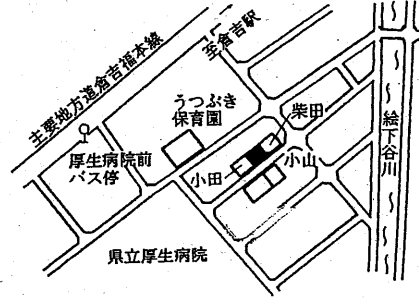 主要地方道倉吉福本線
至倉吉駅
うつぶき
保育園
柴田
絵下谷川
厚生病院前
バス停
小田
小山
県立厚生病院